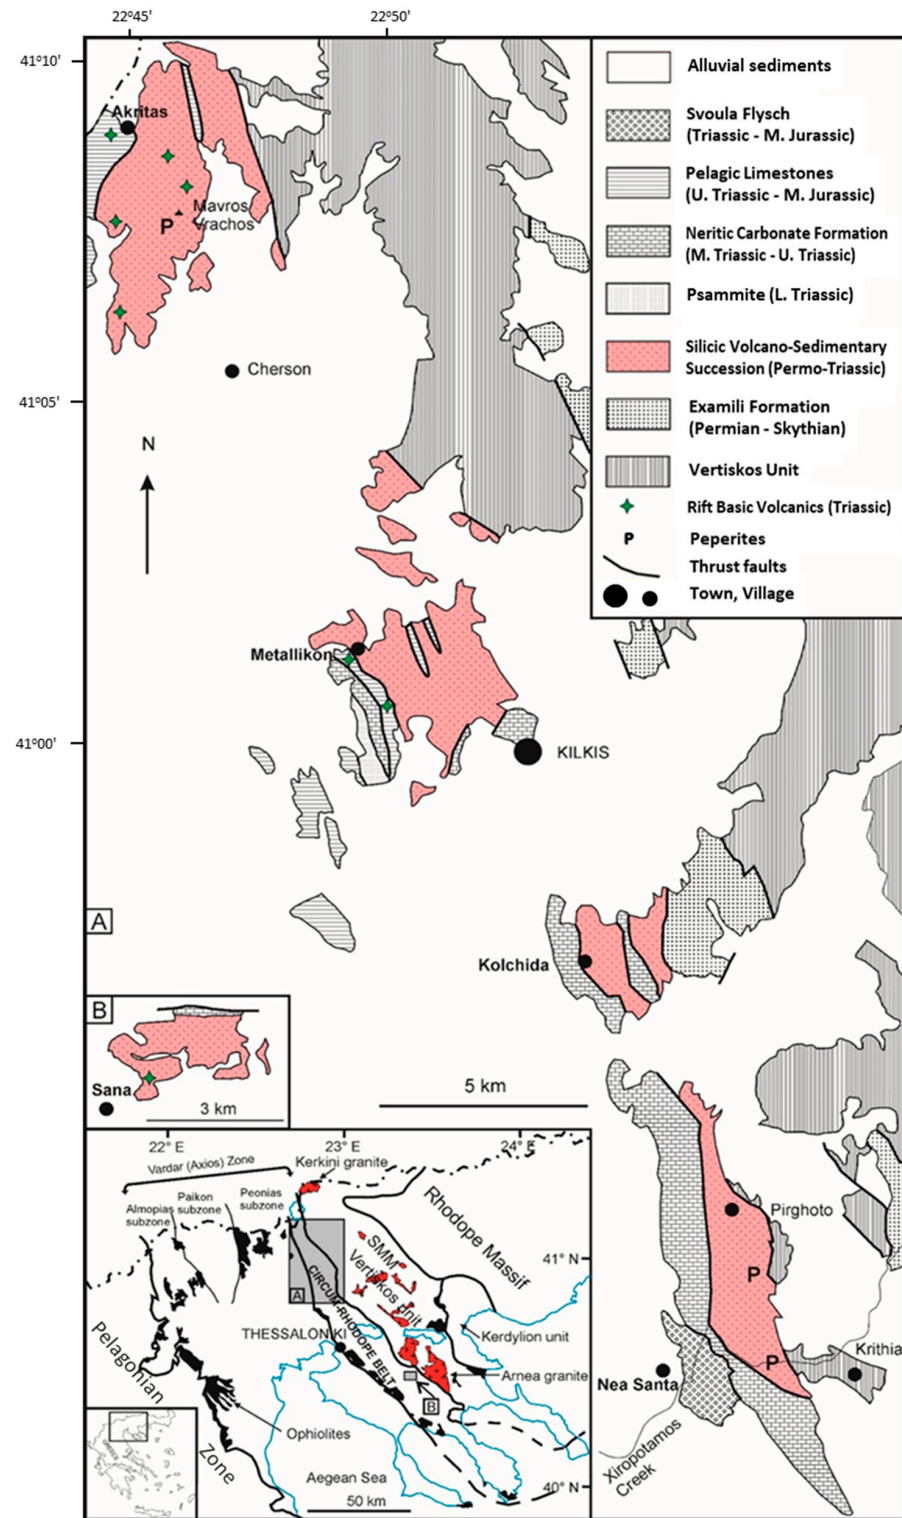 22°45'
22°50'
41°10'
Akritas
Mavros
Vrachos
P
Cherson
41°05'
N
Metallikon
41°00'
KILKIS
A
Kolchida
Alluvial sediments
Svoula Flysch
(Triassic - M. Jurassic)
Pelagic Limestones
(U. Triassic - M. Jurassic)
Neritic Carbonate Formation
(M. Triassic - U. Triassic)
Psammite (L. Triassic)
Silicic Volcano-Sedimentary
Succession (Permo-Triassic)
Examili Formation
(Permian - Skythian)
Vertiskos Unit
Rift Basic Volcanics (Triassic)
P
Peperites
Thrust faults
Town, Village
B
Sana
3 km
5 km
Pirghoto
P
P
Krithia
Nea Santa
Xiropotamos
Creek
22° E
23° E
24° E
Vardar (Axios) Zone
Kerkini granite
Almopias
subzone
Paikon
subzone
Peonias
subzone
Rhodope Massif
SMM
Vertiskos unit
41° N
A
CIRCUM-RHODOPE BELT
THESSALONIKI
Kerdylion unit
Pelagonian
Zone
Arnea granite
B
Ophiolites
Aegean Sea
50 km
40° N